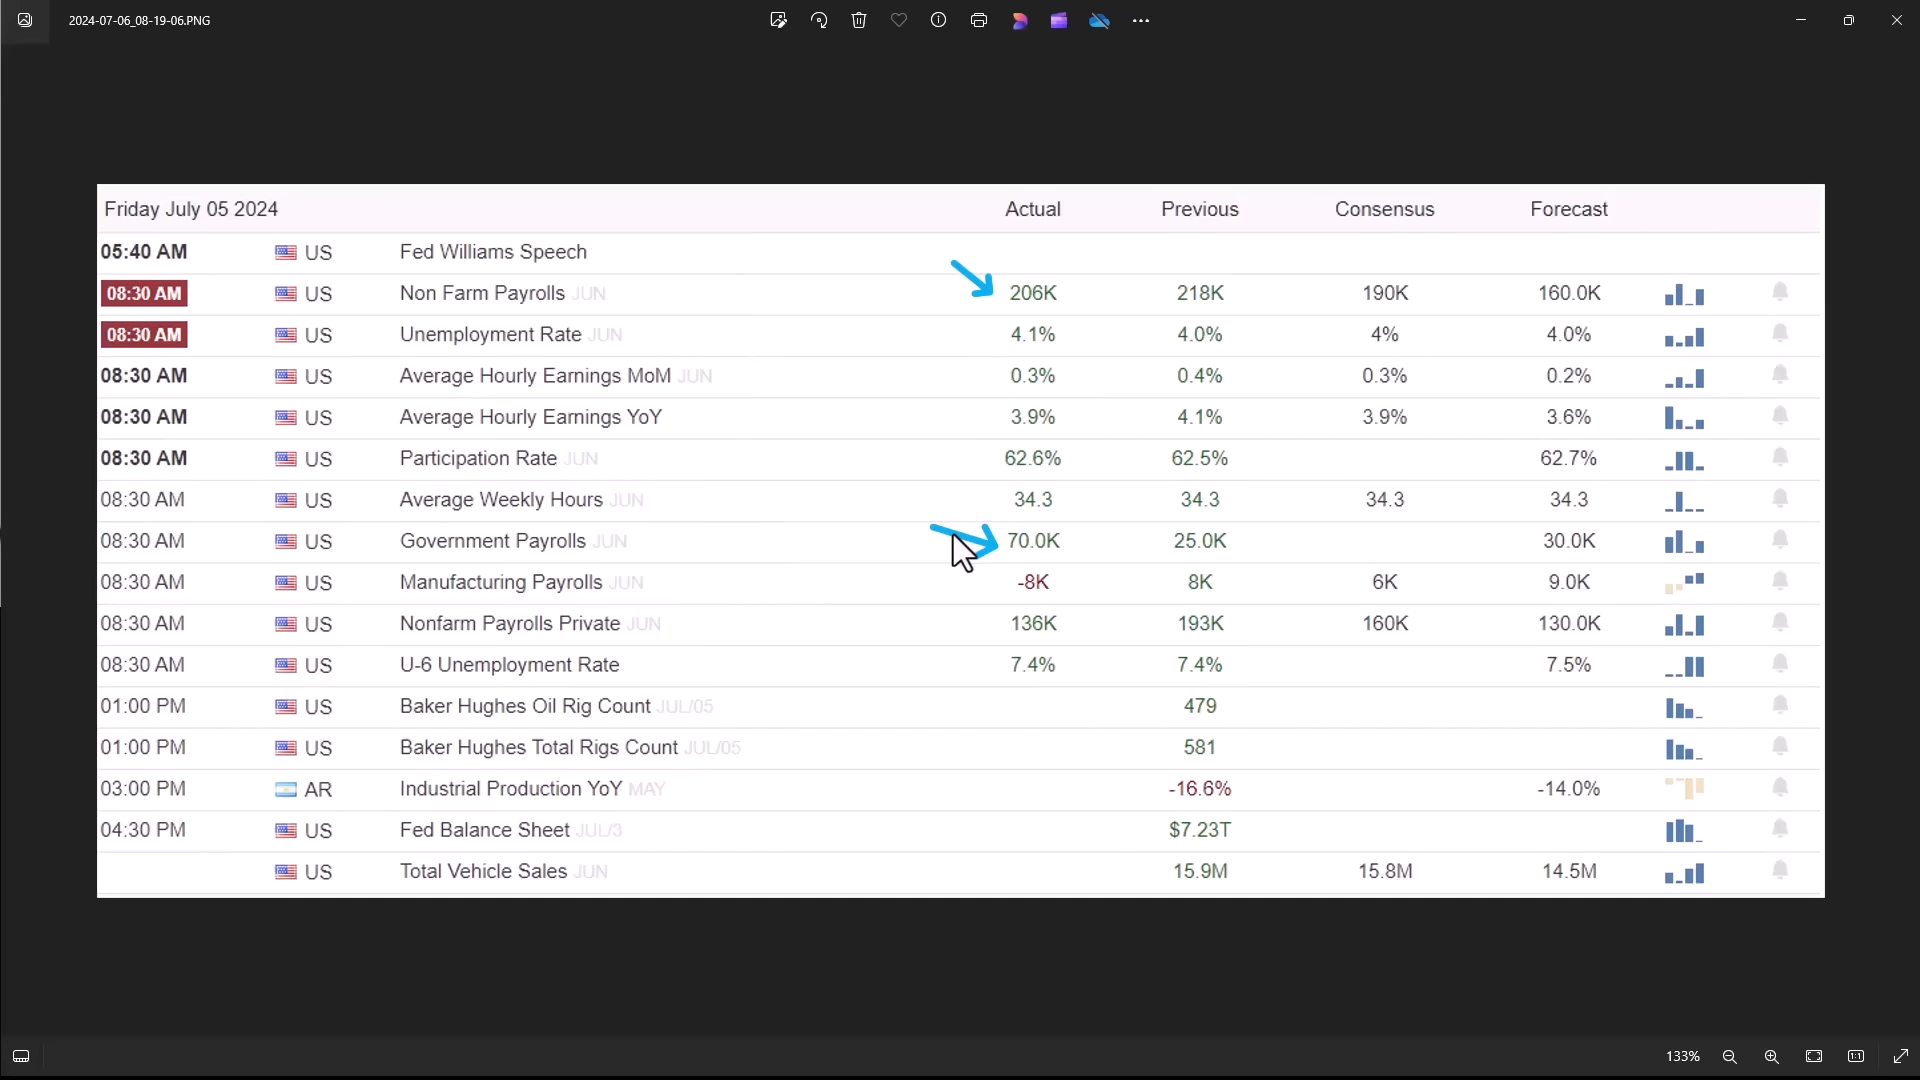 2024-07-06_08-19-06.PNG
Friday July 05 2024 Actual Previous Consensus Forecast
05:40 AM US Fed Williams Speech
08:30 AM US Non Farm Payrolls JUN 206K 218K 190K 160.0K
08:30 AM US Unemployment Rate JUN 4.1% 4.0% 4% 4.0%
08:30 AM US Average Hourly Earnings MoM JUN 0.3% 0.4% 0.3% 0.2%
08:30 AM US Average Hourly Earnings YoY 3.9% 4.1% 3.9% 3.6%
08:30 AM US Participation Rate JUN 62.6% 62.5% 62.7%
08:30 AM US Average Weekly Hours JUN 34.3 34.3 34.3 34.3
08:30 AM US Government Payrolls JUN 70.0K 25.0K 30.0K
08:30 AM US Manufacturing Payrolls JUN -8K 8K 6K 9.0K
08:30 AM US Nonfarm Payrolls Private JUN 136K 193K 160K 130.0K
08:30 AM US U-6 Unemployment Rate 7.4% 7.4% 7.5%
01:00 PM US Baker Hughes Oil Rig Count JUL/05 479
01:00 PM US Baker Hughes Total Rigs Count JUL/05 581
03:00 PM AR Industrial Production YoY MAY -16.6% -14.0%
04:30 PM US Fed Balance Sheet JUL/3 $7.23T
US Total Vehicle Sales JUN 15.9M 15.8M 14.5M
133% 1:1